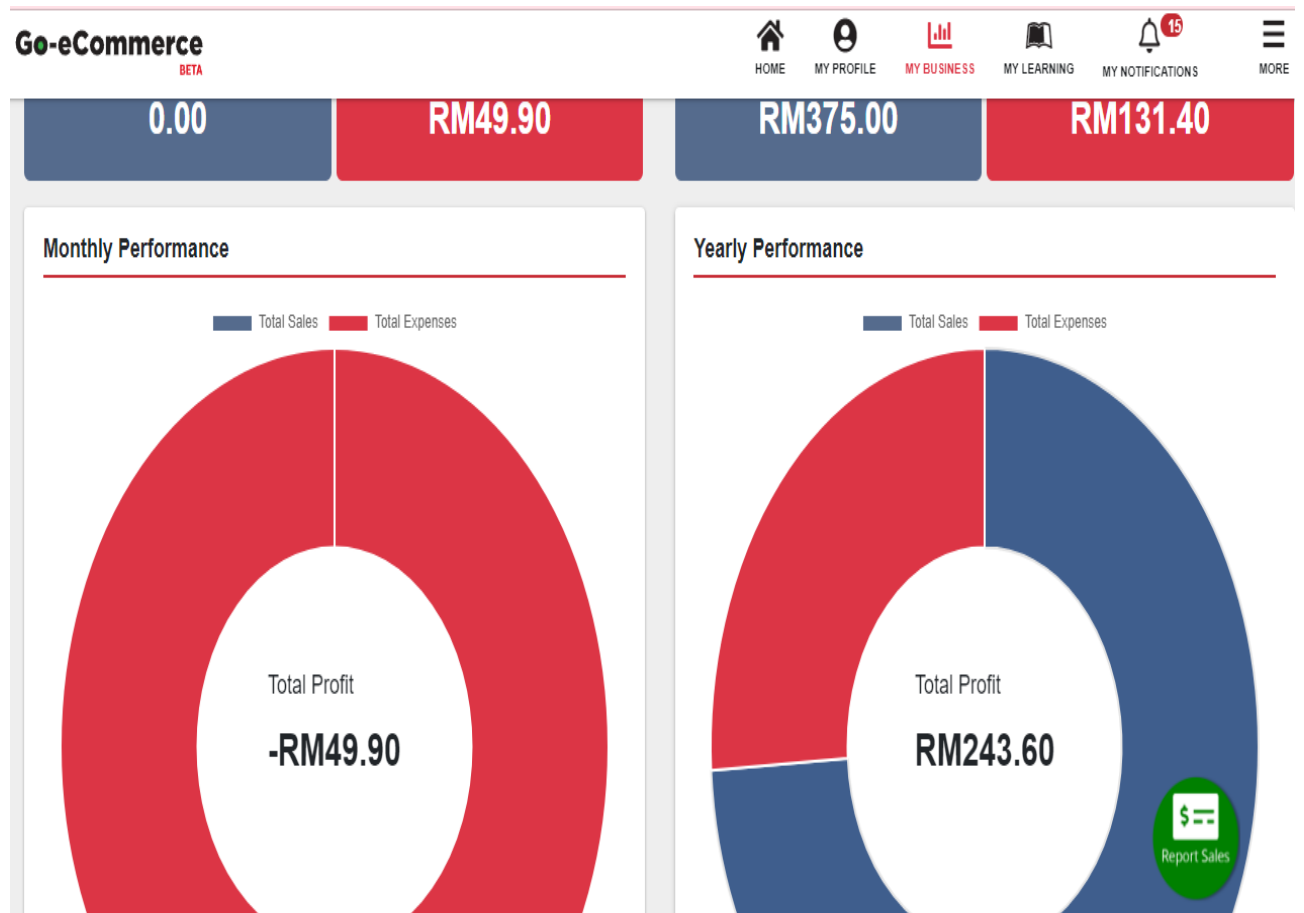 Go-eCommerce
BETA
HOME
MY PROFILE
MY BUSINESS
MY LEARNING
15
MY NOTIFICATIONS
MORE
0.00
RM49.90
RM375.00
RM131.40
Monthly Performance
Total Sales
Total Expenses
Total Profit
-RM49.90
Yearly Performance
Total Sales
Total Expenses
Total Profit
RM243.60
$
Report Sales